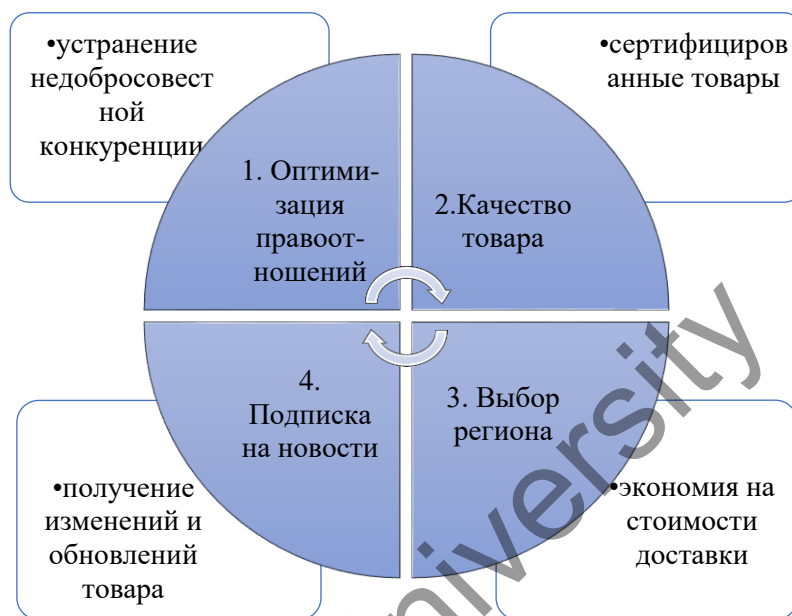 •устранение
недобросовест
ной
конкуренции
•сертифициров
анные товары
1. Оптими-
зация
правоот-
ношений
2.Качество
товара
4.
Подписка
на новости
3. Выбор
региона
•получение
изменений и
обновлений
товара
•экономия на
стоимости
доставки
University